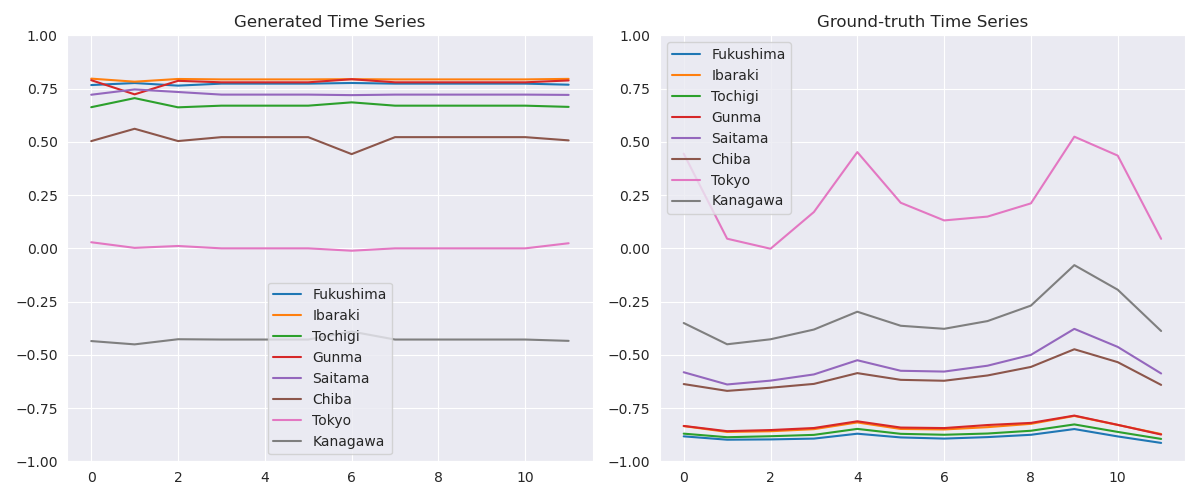 Generated Time Series
1.00
0.75
0.50
0.25
0.00
−0.25
−0.50
−0.75
−1.00
0 2 4 6 8 10
Fukushima
Ibaraki
Tochigi
Gunma
Saitama
Chiba
Tokyo
Kanagawa
Ground-truth Time Series
1.00
0.75
0.50
0.25
0.00
−0.25
−0.50
−0.75
−1.00
0 2 4 6 8 10
Fukushima
Ibaraki
Tochigi
Gunma
Saitama
Chiba
Tokyo
Kanagawa